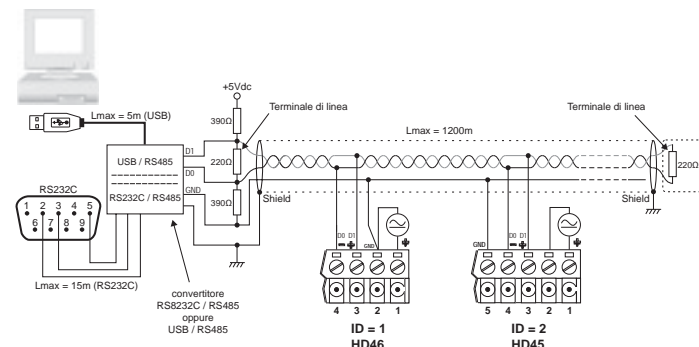 +5Vdc
390Ω
Terminale di linea
Terminale di linea
Lmax = 5m (USB)
Lmax = 1200m
D1
USB / RS485
220Ω
220Ω
D0
RS232C
GND
RS232C / RS485
390Ω
Shield
Shield
1 2 3 4 5
6 7 8 9
D0 D1
GND
GND
D0 D1
Lmax = 15m (RS232C)
convertitore
RS8232C / RS485
oppure
USB / RS485
4 3 2 1
5 4 3 2 1
ID = 1
ID = 2
HD46
HD45